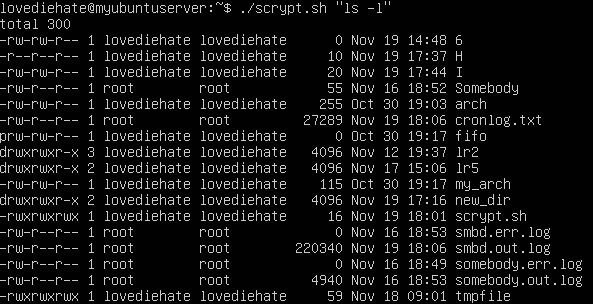 lovediehate@myubuntuserver:~$ ./scrypt.sh "ls -l"
total 300
-rw-rw-r-- 1 lovediehate lovediehate 0 Nov 19 14:48 6
-r--r--r-- 1 lovediehate lovediehate 10 Nov 19 17:37 H
-rw-rw-r-- 1 lovediehate lovediehate 20 Nov 19 17:44 I
-rw-r--r-- 1 root root 55 Nov 16 18:52 Somebody
-rw-rw-r-- 1 lovediehate lovediehate 255 Oct 30 19:03 arch
-rw-r--r-- 1 root root 27289 Nov 19 18:06 cronlog.txt
prw-rw-r-- 1 lovediehate lovediehate 0 Oct 30 19:17 fifo
drwxrwxr-x 3 lovediehate lovediehate 4096 Nov 12 19:37 lr2
drwxrwxr-x 2 lovediehate lovediehate 4096 Nov 17 15:06 lr5
-rw-rw-r-- 1 lovediehate lovediehate 115 Oct 30 19:17 my_arch
drwxrwxr-x 2 lovediehate lovediehate 4096 Nov 19 17:16 new_dir
-rwxrwxrwx 1 lovediehate lovediehate 16 Nov 19 18:01 scrypt.sh
-rw-r--r-- 1 root root 0 Nov 16 18:53 smbd.err.log
-rw-r--r-- 1 root root 220340 Nov 19 18:06 smbd.out.log
-rw-r--r-- 1 root root 0 Nov 16 18:49 somebody.err.log
-rw-r--r-- 1 root root 4940 Nov 16 18:53 somebody.out.log
-rwxrwxrwx 1 lovediehate lovediehate 59 Nov 18 09:01 tmpfile